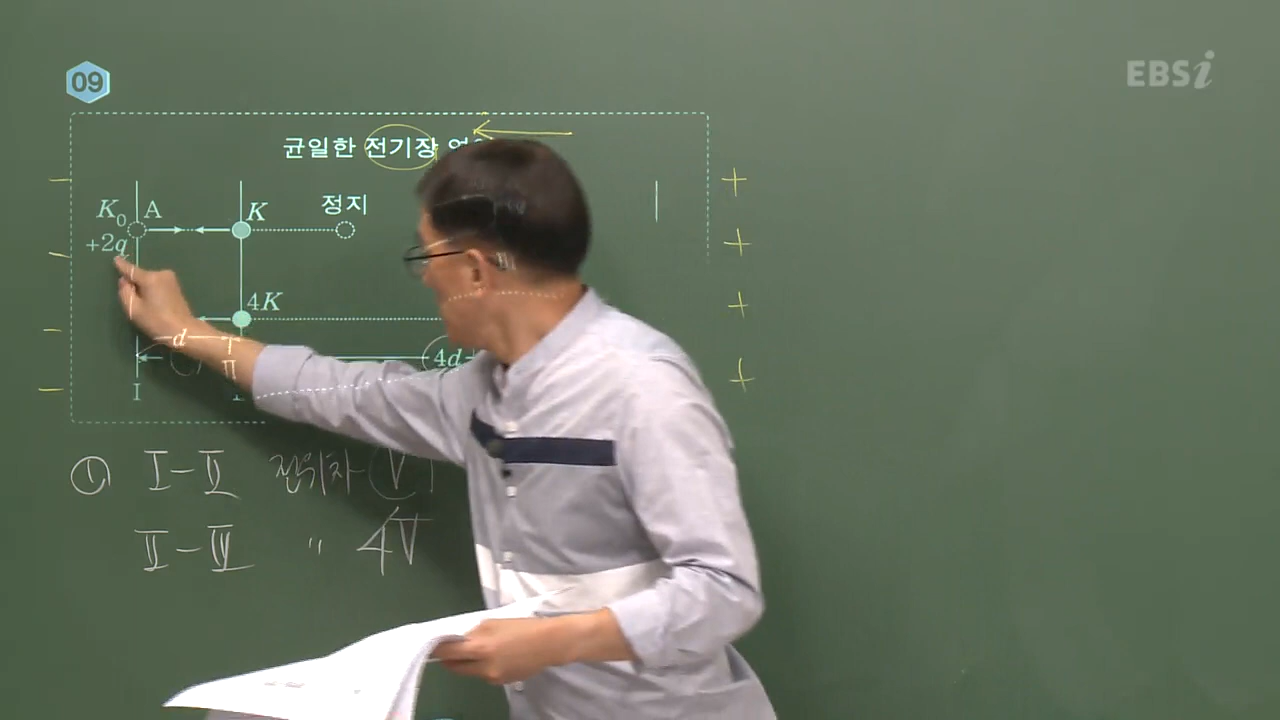 09
EBSi
균일한 전기장
K₀ A K 정지
+2q
4K
d
4d
I II
① I-II 전위차 V
II-III 〃 4V